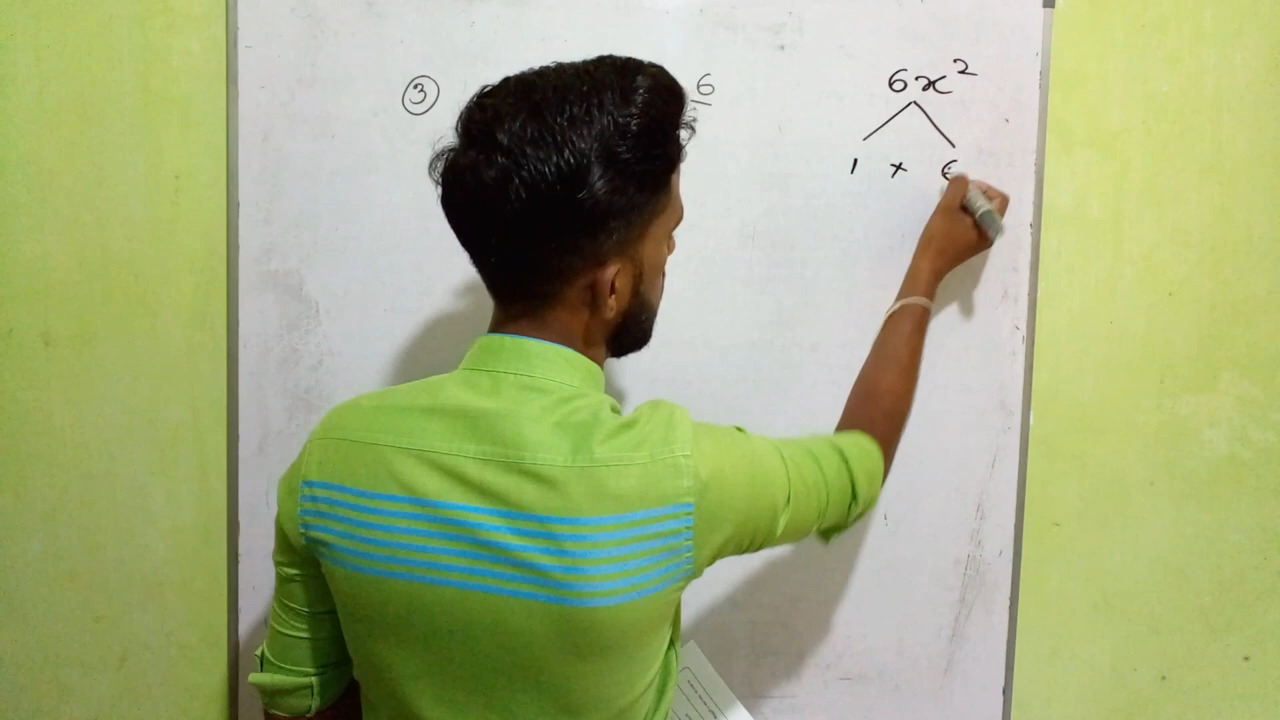 ③ 6 6x²
1 × 6